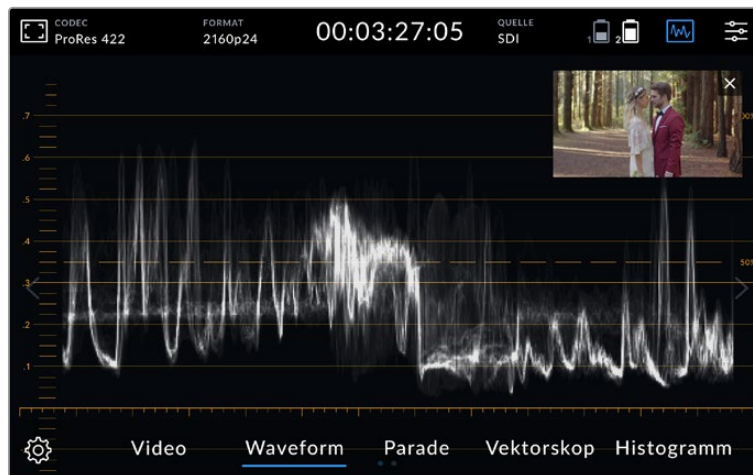 CODEC
ProRes 422
FORMAT
2160p24
00:03:27:05
QUELLE
SDI
1
2
.7
.6
.5
.4
.3
.2
.1
50%
Video
Waveform
Parade
Vektorskop
Histogramm